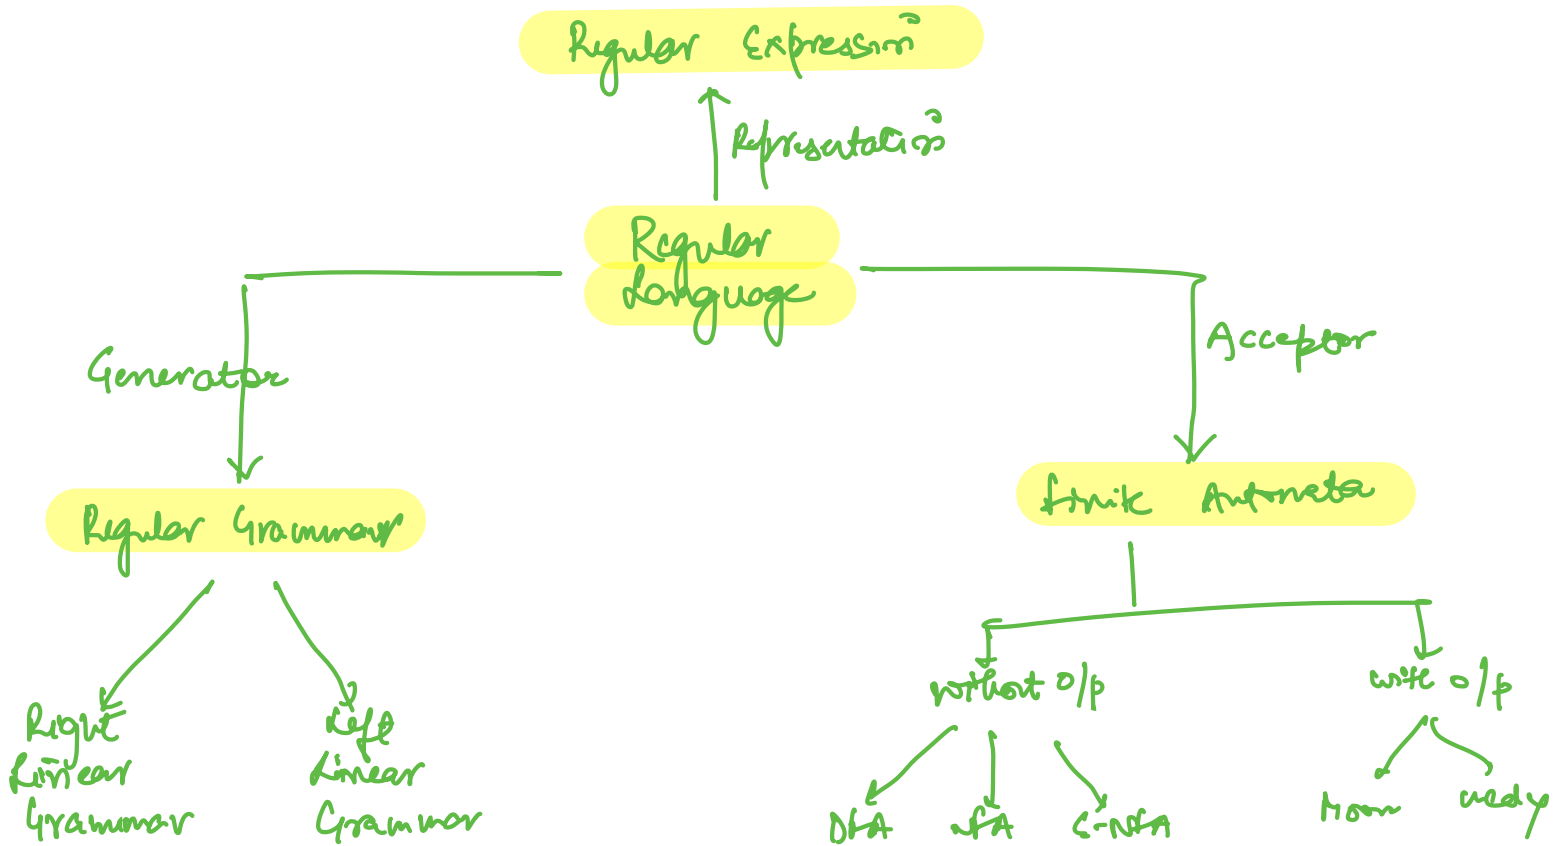 Regular Expression
Representation
Regular
Language
Generator
Acceptor
Regular Grammar
Finite Automata
Right
Linear
Grammar
Left
Linear
Grammar
without o/p
with o/p
DFA
NFA
ε-NFA
Moore
Mealy